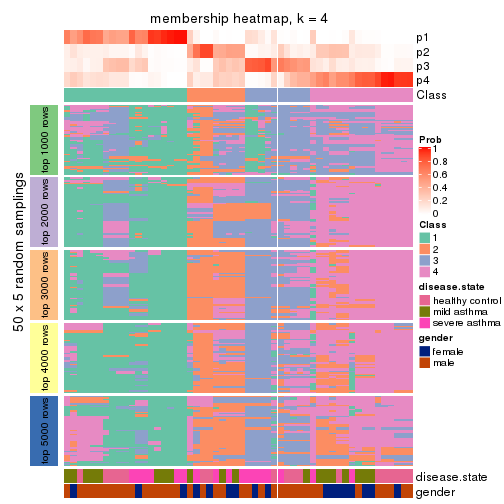 membership heatmap, k = 4
p1
p2
p3
p4
Class
50 x 5 random samplings
top 1000 rows
top 2000 rows
top 3000 rows
top 4000 rows
top 5000 rows
disease.state
gender
Prob
1
0.8
0.6
0.4
0.2
0
Class
1
2
3
4
disease.state
healthy control
mild asthma
severe asthma
gender
female
male